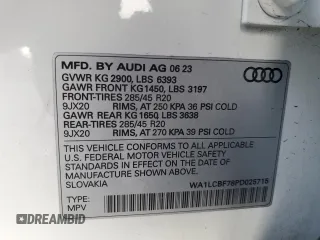 MFD. BY AUDI AG 06 23
GVWR KG 2900, LBS 6393
GAWR FRONT KG1450, LBS 3197
FRONT-TIRES 285/45 R20
9JX20 RIMS, AT 250 KPA 36 PSI COLD
GAWR REAR KG1650, LBS 3638
REAR-TIRES 285/45 R20
9JX20 RIMS, AT 270 KPA 39 PSI COLD
THIS VEHICLE CONFORMS TO ALL APPLICABLE
U.S. FEDERAL MOTOR VEHICLE SAFETY
STANDARDS IN EFFECT ON THE DATE OF
MANUFACTURE SHOWN ABOVE.
SLOVAKIA
TYPE:
MPV
DREAMBID